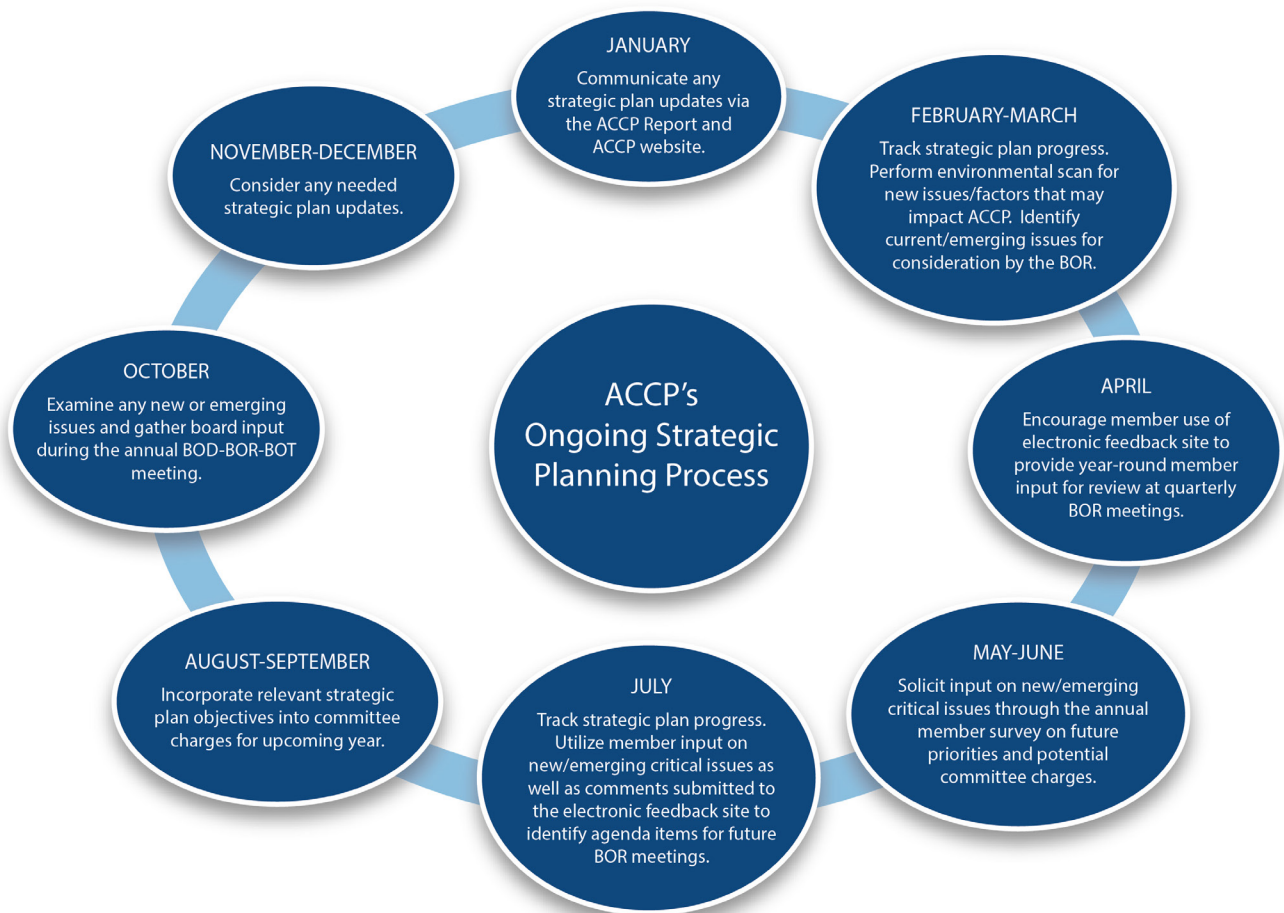 JANUARY
Communicate any
strategic plan updates via
the ACCP Report and
ACCP website.
FEBRUARY-MARCH
Track strategic plan progress.
Perform environmental scan for
new issues/factors that may
impact ACCP. Identify
current/emerging issues for
consideration by the BOR.
APRIL
Encourage member use of
electronic feedback site to
provide year-round member
input for review at quarterly
BOR meetings.
MAY-JUNE
Solicit input on new/emerging
critical issues through the annual
member survey on future
priorities and potential
committee charges.
JULY
Track strategic plan progress.
Utilize member input on
new/emerging critical issues as
well as comments submitted to
the electronic feedback site to
identify agenda items for future
BOR meetings.
AUGUST-SEPTEMBER
Incorporate relevant strategic
plan objectives into committee
charges for upcoming year.
OCTOBER
Examine any new or emerging
issues and gather board input
during the annual BOD-BOR-BOT
meeting.
NOVEMBER-DECEMBER
Consider any needed
strategic plan updates.
ACCP's
Ongoing Strategic
Planning Process